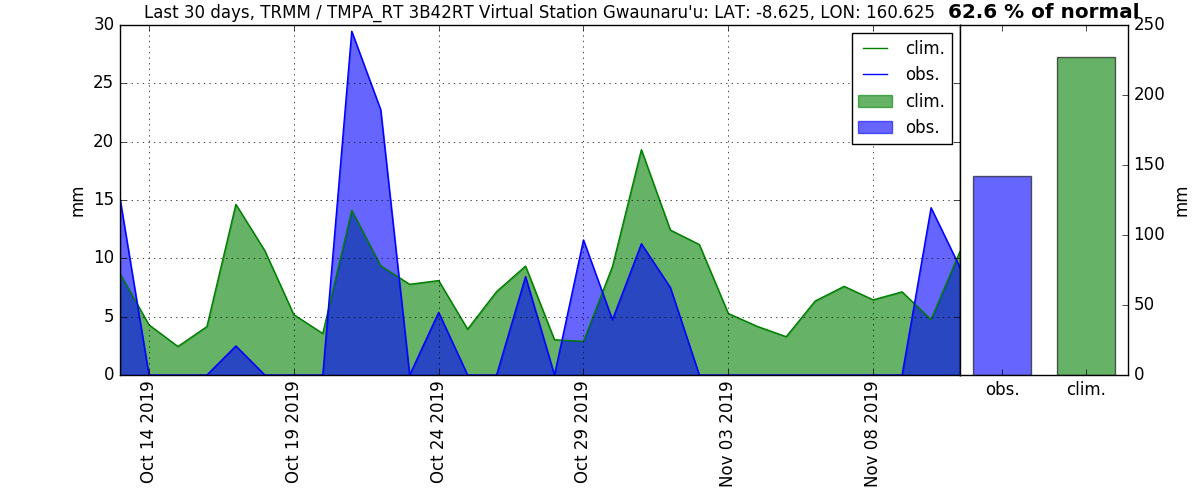 Last 30 days, TRMM / TMPA_RT 3B42RT Virtual Station Gwaunaru'u: LAT: -8.625, LON: 160.625 62.6 % of normal
30
25
20
15
10
5
0
mm
clim.
obs.
clim.
obs.
250
200
150
100
50
0
mm
Oct 14 2019
Oct 19 2019
Oct 24 2019
Oct 29 2019
Nov 03 2019
Nov 08 2019
obs.
clim.